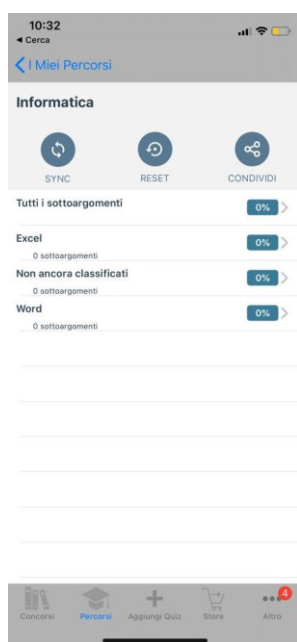 10:32
Cerca
I Miei Percorsi
Informatica
SYNC RESET CONDIVIDI
Tutti i sottoargomenti 0%
Excel 0%
0 sottoargomenti
Non ancora classificati 0%
0 sottoargomenti
Word 0%
0 sottoargomenti
4
Concorsi Percorsi Aggiungi Quiz Store Altro